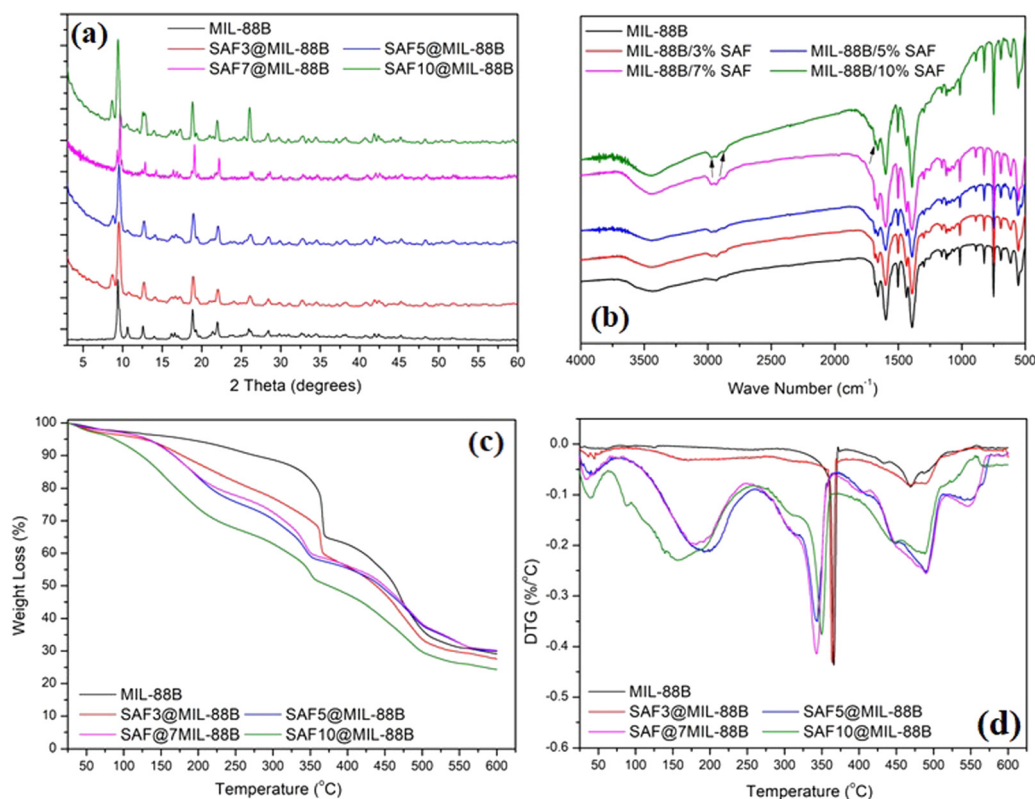 (a)
MIL-88B
SAF3@MIL-88B SAF5@MIL-88B
SAF7@MIL-88B SAF10@MIL-88B
5 10 15 20 25 30 35 40 45 50 55 60
2 Theta (degrees)
MIL-88B
MIL-88B/3% SAF MIL-88B/5% SAF
MIL-88B/7% SAF MIL-88B/10% SAF
(b)
4000 3500 3000 2500 2000 1500 1000 500
Wave Number (cm⁻¹)
(c)
100
90
80
70
60
50
40
30
20
10
0
Weight Loss (%)
MIL-88B
SAF3@MIL-88B SAF5@MIL-88B
SAF@7MIL-88B SAF10@MIL-88B
50 100 150 200 250 300 350 400 450 500 550 600
Temperature (°C)
0.0
-0.1
-0.2
-0.3
-0.4
-0.5
-0.6
DTG (%/°C)
MIL-88B
SAF3@MIL-88B SAF5@MIL-88B
SAF@7MIL-88B SAF10@MIL-88B
(d)
50 100 150 200 250 300 350 400 450 500 550 600
Temperature (°C)